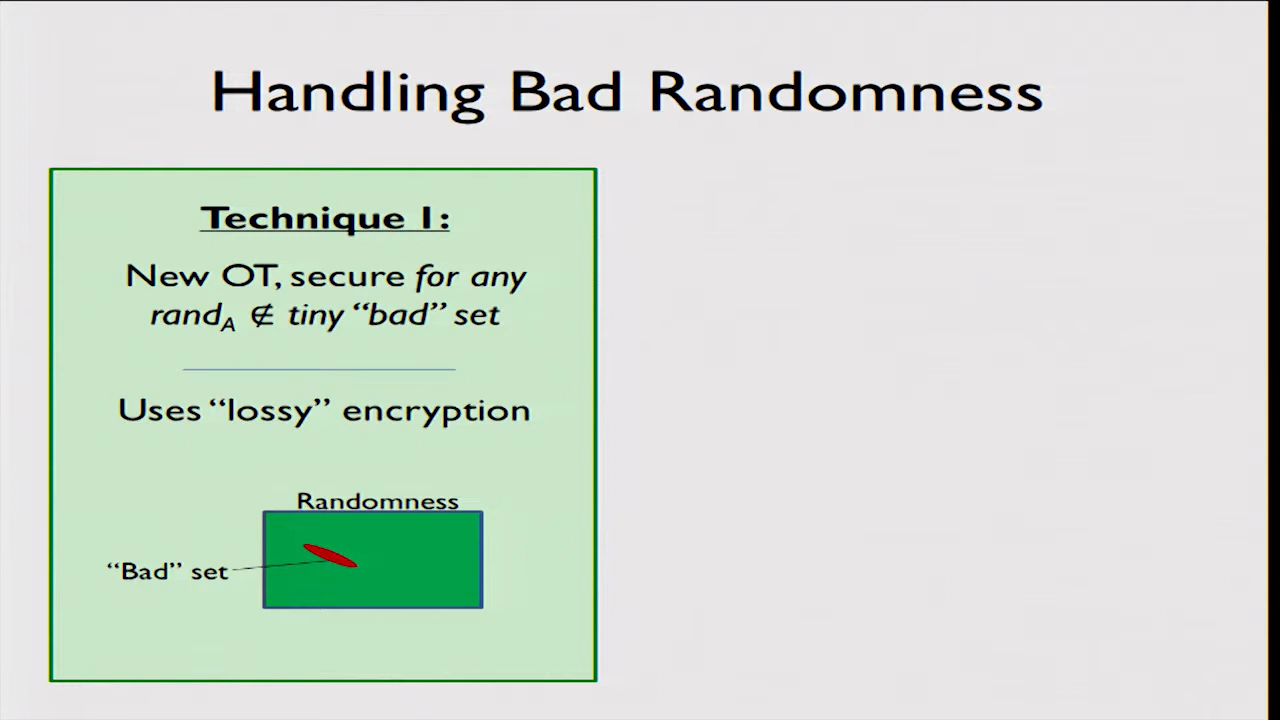 Handling Bad Randomness
Technique 1:
New OT, secure for any
rand_A ∉ tiny “bad” set
Uses “lossy” encryption
Randomness
“Bad” set